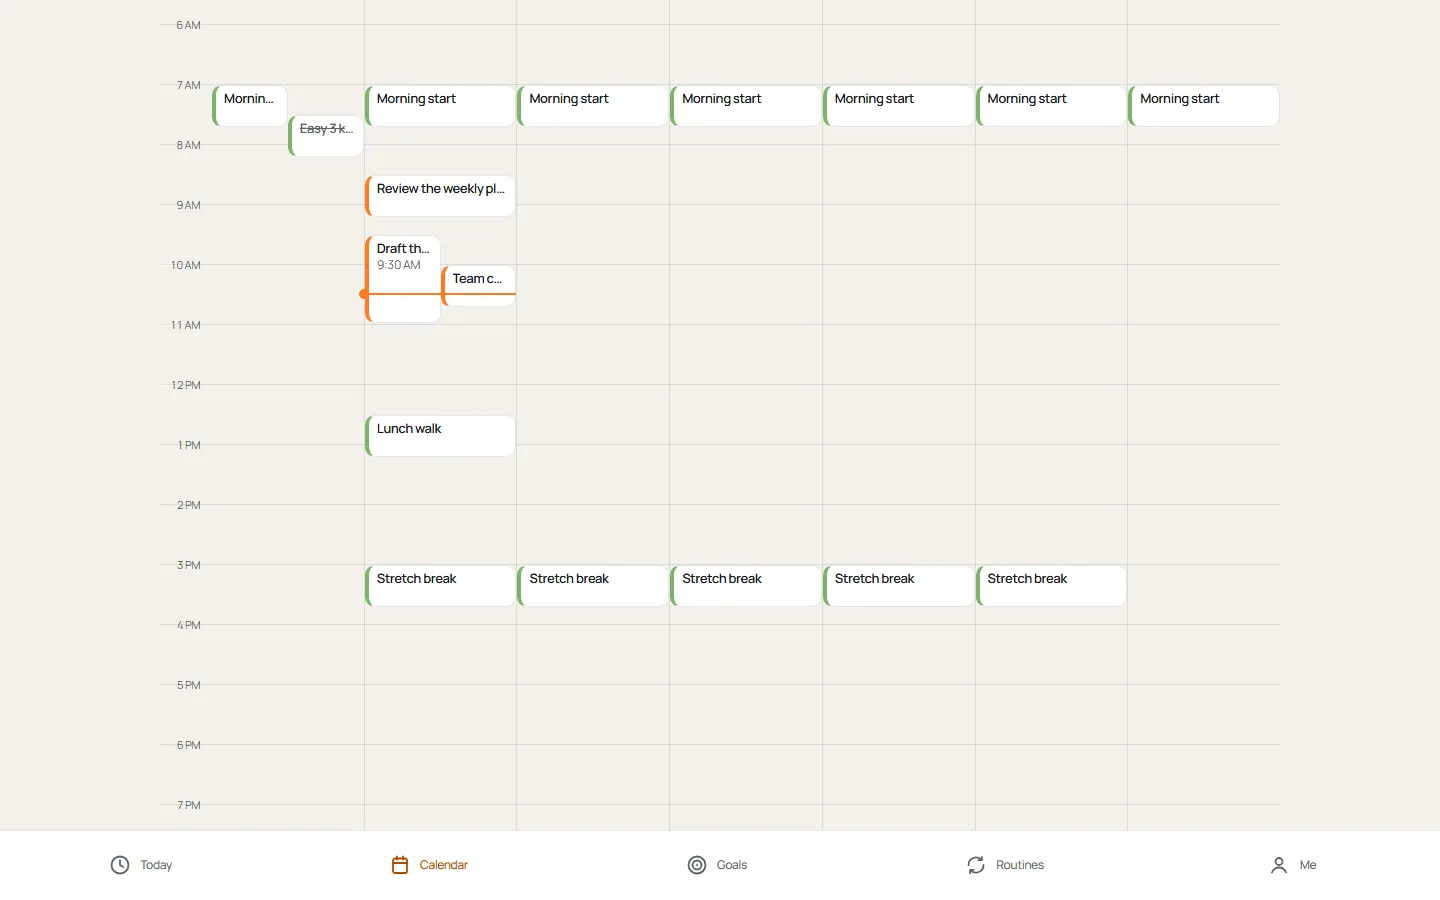 6 AM
7 AM
Mornin...
Morning start
Morning start
Morning start
Morning start
Morning start
Morning start
Easy 3 k...
8 AM
Review the weekly pl...
9 AM
Draft th...
9:30 AM
10 AM
Team c...
11 AM
12 PM
Lunch walk
1 PM
2 PM
3 PM
Stretch break
Stretch break
Stretch break
Stretch break
Stretch break
4 PM
5 PM
6 PM
7 PM
Today
Calendar
Goals
Routines
Me